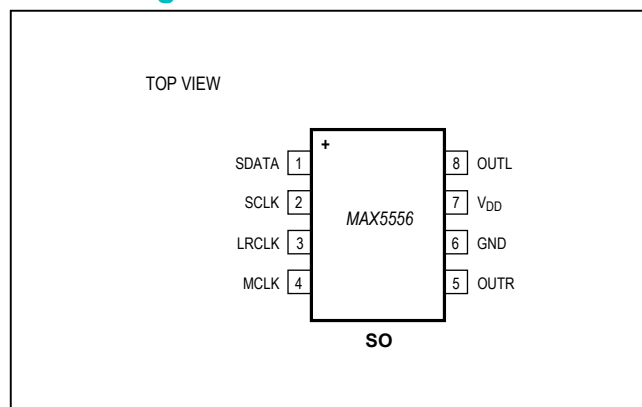 TOP VIEW
+
SDATA 1 8 OUTL
SCLK 2 7 VDD
MAX5556
LRCLK 3 6 GND
MCLK 4 5 OUTR
SO